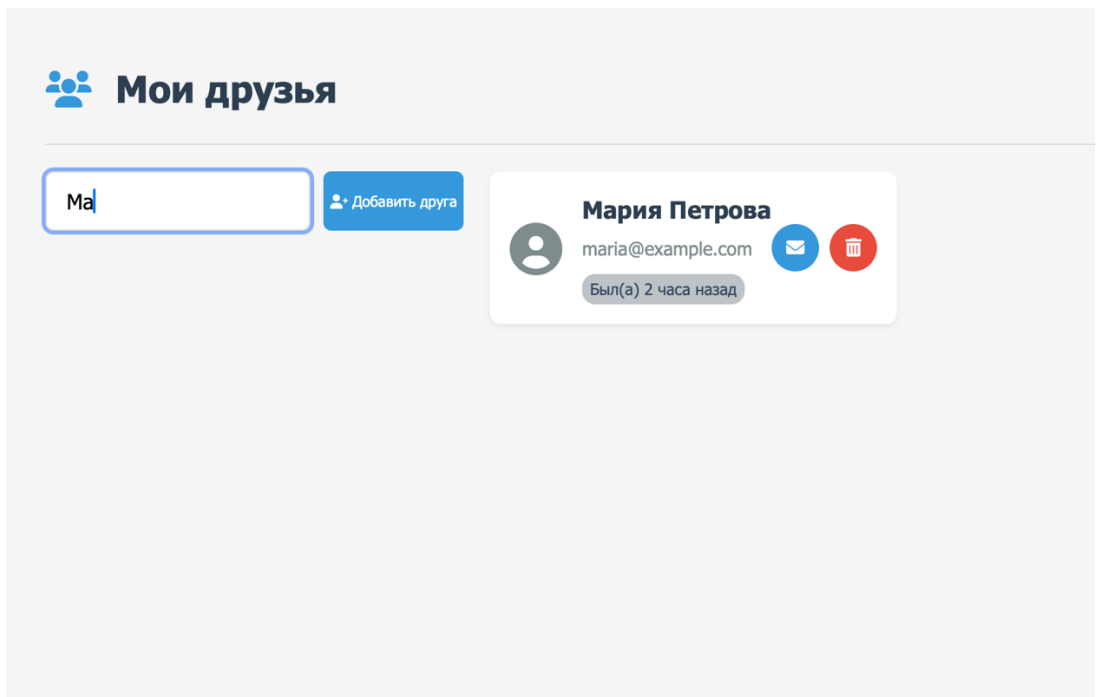 Мои друзья
Ма
Добавить друга
Мария Петрова
maria@example.com
Был(а) 2 часа назад